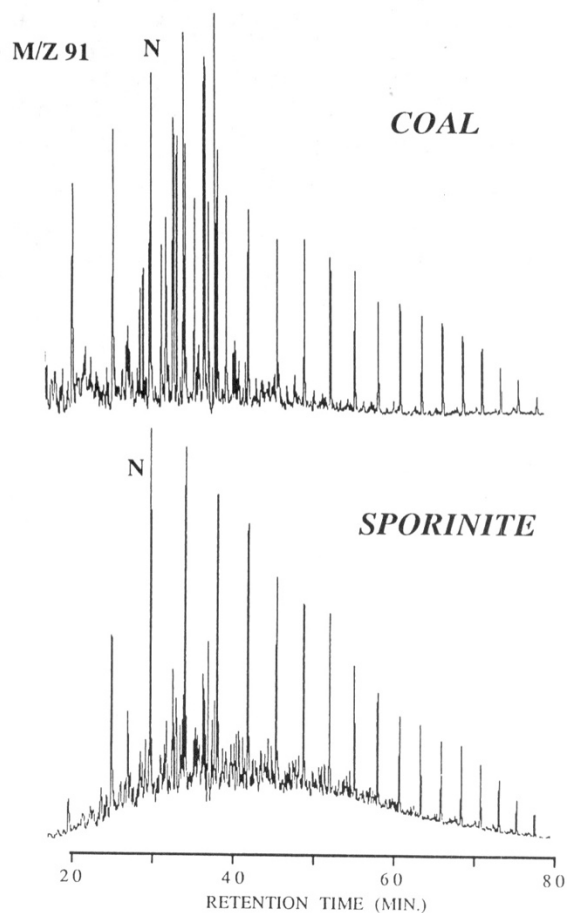 M/Z 91
N
COAL
N
SPORINITE
20 40 60 80
RETENTION TIME (MIN.)